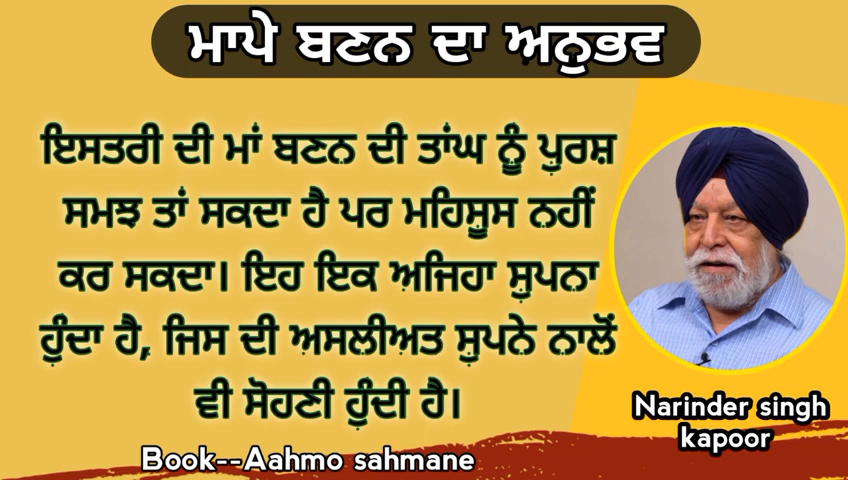 ਮਾਪੇ ਬਣਨ ਦਾ ਅਨੁਭਵ
ਇਸਤਰੀ ਦੀ ਮਾਂ ਬਣਨ ਦੀ ਤਾਂਘ ਨੂੰ ਪੁਰਸ਼
ਸਮਝ ਤਾਂ ਸਕਦਾ ਹੈ ਪਰ ਮਹਿਸੂਸ ਨਹੀਂ
ਕਰ ਸਕਦਾ। ਇਹ ਇਕ ਅਜਿਹਾ ਸੁਪਨਾ
ਹੁੰਦਾ ਹੈ, ਜਿਸ ਦੀ ਅਸਲੀਅਤ ਸੁਪਨੇ ਨਾਲੋਂ
ਵੀ ਸੋਹਣੀ ਹੁੰਦੀ ਹੈ।
Narinder singh
kapoor
Book--Aahmo sahmane